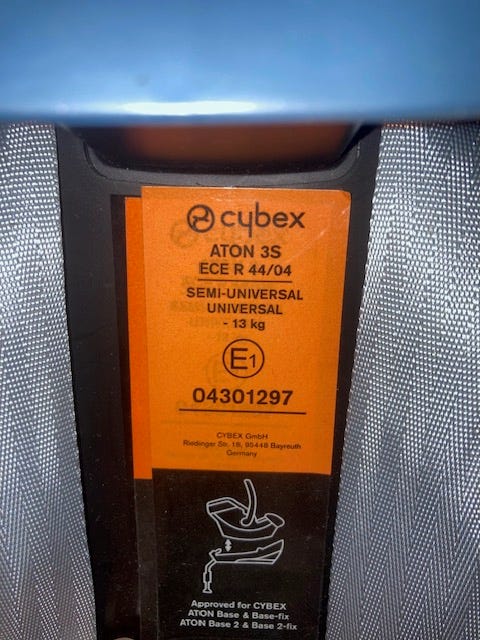 cybex
ATON 3S
ECE R 44/04
SEMI-UNIVERSAL
UNIVERSAL
- 13 kg
E1
04301297
CYBEX GmbH
Riedinger Str. 18, 95448 Bayreuth
Germany
Approved for CYBEX
ATON Base & Base-fix
ATON Base 2 & Base 2-fix